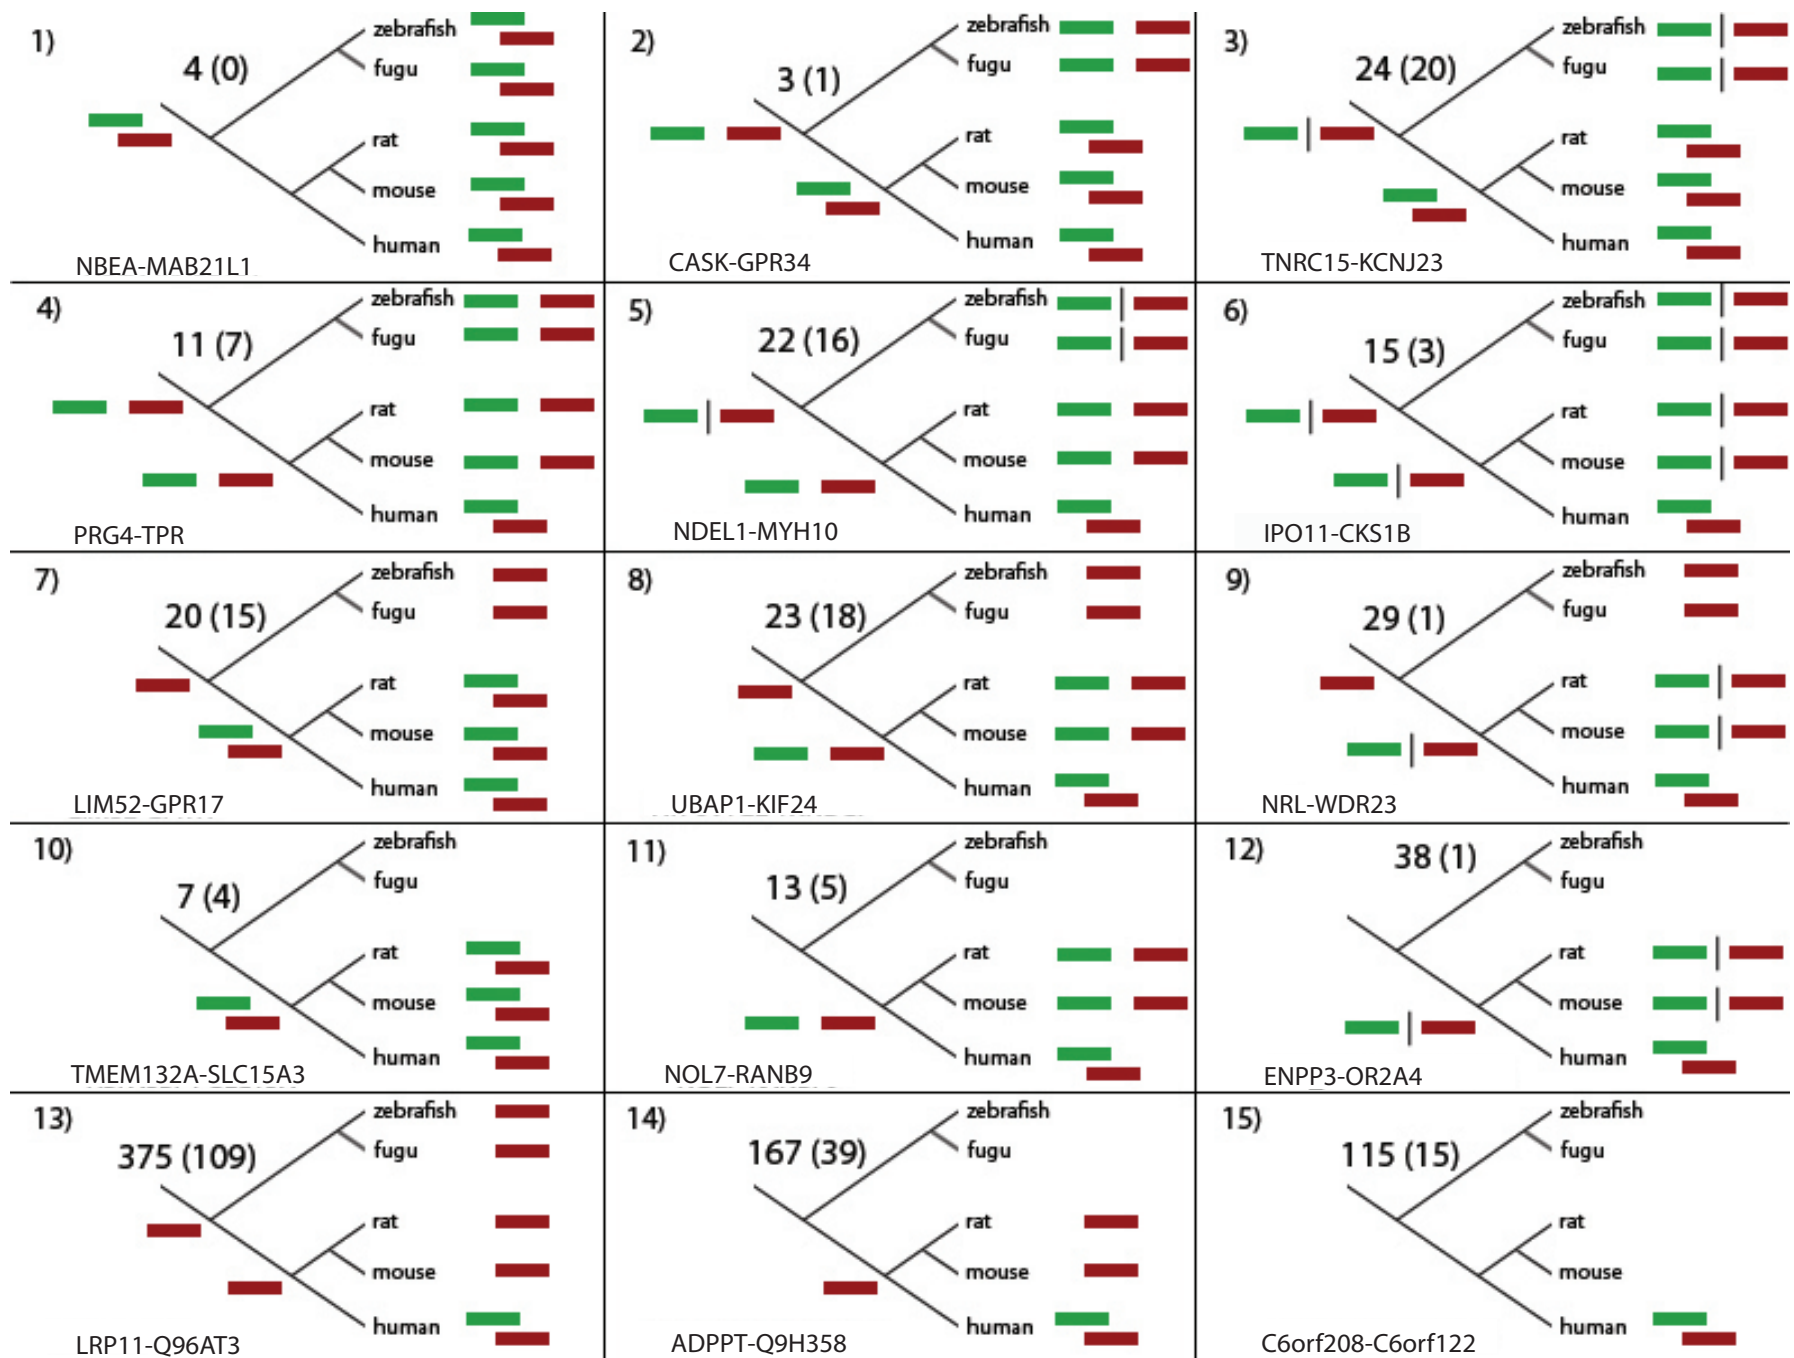 1)
4 (0)
zebrafish
fugu
rat
mouse
human
NBEA-MAB21L1
2)
3 (1)
zebrafish
fugu
rat
mouse
human
CASK-GPR34
3)
24 (20)
zebrafish
fugu
rat
mouse
human
TNRC15-KCNJ23
4)
11 (7)
zebrafish
fugu
rat
mouse
human
PRG4-TPR
5)
22 (16)
zebrafish
fugu
rat
mouse
human
NDEL1-MYH10
6)
15 (3)
zebrafish
fugu
rat
mouse
human
IPO11-CKS1B
7)
20 (15)
zebrafish
fugu
rat
mouse
human
LIM52-GPR17
8)
23 (18)
zebrafish
fugu
rat
mouse
human
UBAP1-KIF24
9)
29 (1)
zebrafish
fugu
rat
mouse
human
NRL-WDR23
10)
7 (4)
zebrafish
fugu
rat
mouse
human
TMEM132A-SLC15A3
11)
13 (5)
zebrafish
fugu
rat
mouse
human
NOL7-RANB9
12)
38 (1)
zebrafish
fugu
rat
mouse
human
ENPP3-OR2A4
13)
375 (109)
zebrafish
fugu
rat
mouse
human
LRP11-Q96AT3
14)
167 (39)
zebrafish
fugu
rat
mouse
human
ADPPT-Q9H358
15)
115 (15)
zebrafish
fugu
rat
mouse
human
C6orf208-C6orf122